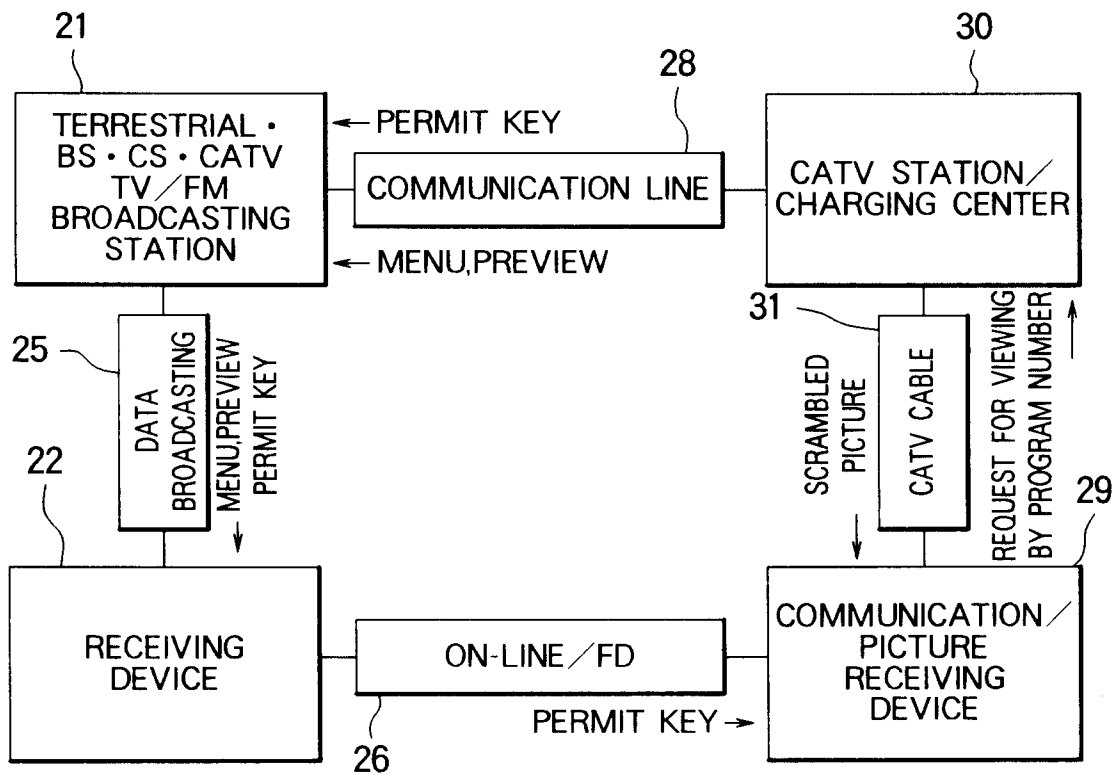 21
28
30
TERRESTRIAL・
BS・CS・CATV
TV/FM
BROADCASTING
STATION
← PERMIT KEY
COMMUNICATION LINE
← MENU,PREVIEW
CATV STATION/
CHARGING CENTER
25
DATA
BROADCASTING
MENU,PREVIEW
PERMIT KEY
31
SCRAMBLED
PICTURE
CATV CABLE
REQUEST FOR VIEWING
BY PROGRAM NUMBER
22
29
RECEIVING
DEVICE
ON-LINE/FD
26
PERMIT KEY →
COMMUNICATION/
PICTURE
RECEIVING
DEVICE